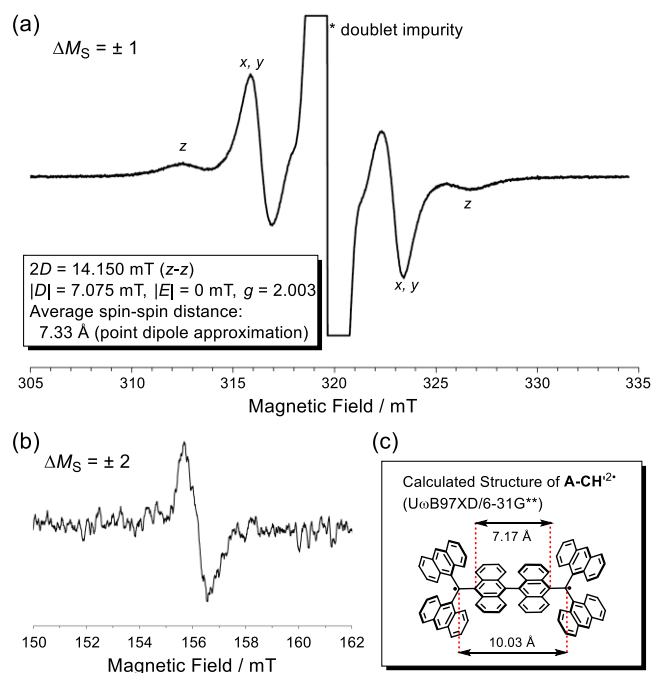 (a)
ΔM_S = ± 1
* doublet impurity
x, y
z
z
x, y
2D = 14.150 mT (z-z)
|D| = 7.075 mT, |E| = 0 mT, g = 2.003
Average spin-spin distance:
7.33 Å (point dipole approximation)
305 310 315 320 325 330 335
Magnetic Field / mT
(b)
ΔM_S = ± 2
150 152 154 156 158 160 162
Magnetic Field / mT
(c)
Calculated Structure of A-CH'²•
(UωB97XD/6-31G**)
7.17 Å
10.03 Å